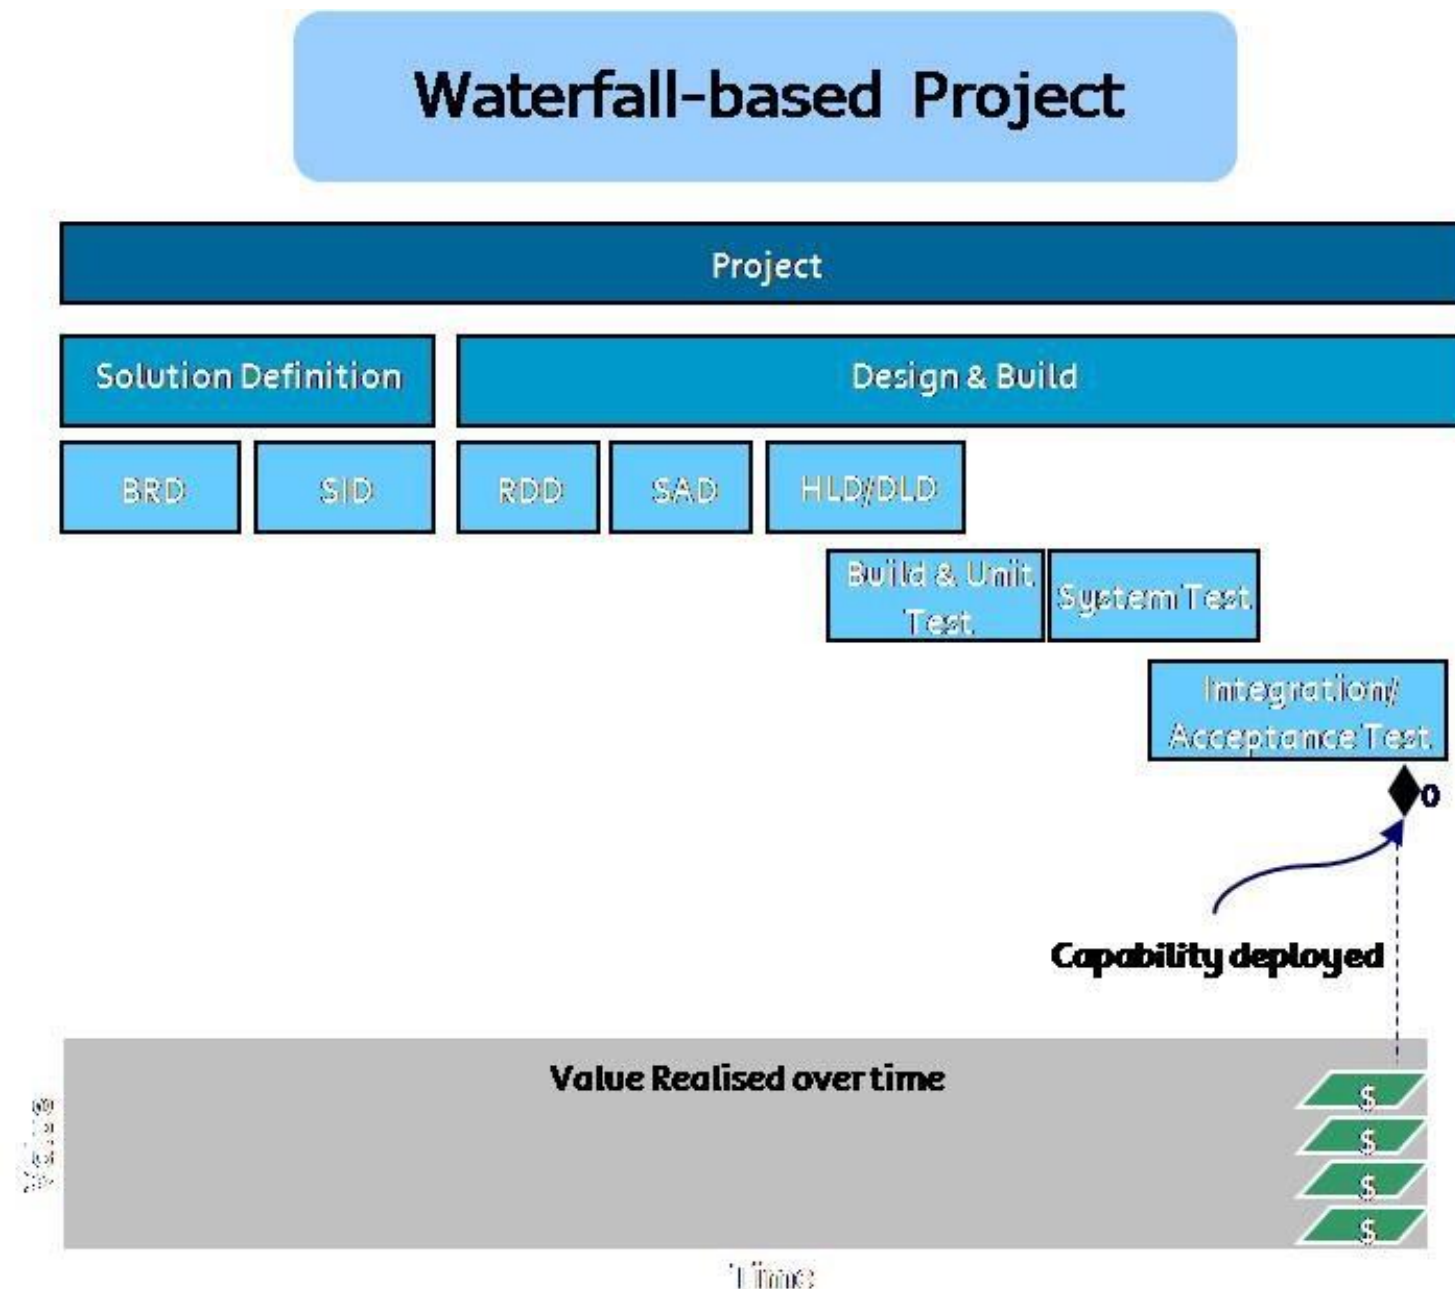 Waterfall-based Project
Project
Solution Definition
Design & Build
BRD
SID
RDD
SAD
HLD/DLD
Build & Unit
Test
System Test
Integration/
Acceptance Test
0
Capability deployed
Value Realised over time
$
$
$
$
Value
Time